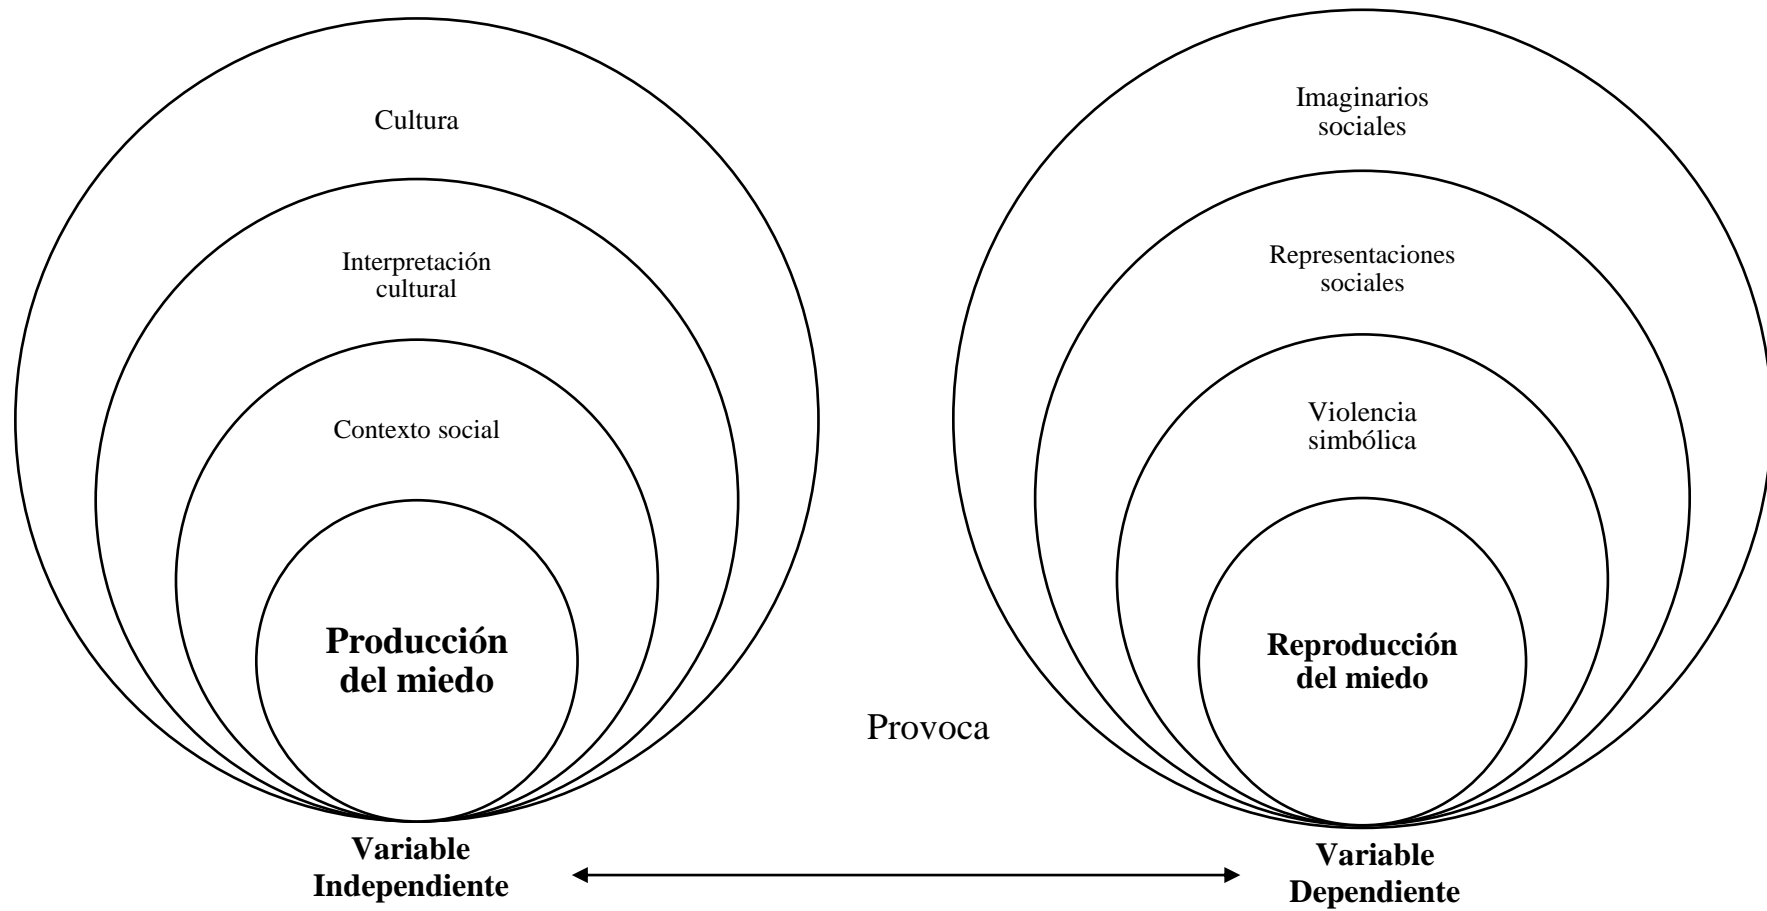 Cultura
Interpretación
cultural
Contexto social
Producción
del miedo
Variable
Independiente
Provoca
Imaginarios
sociales
Representaciones
sociales
Violencia
simbólica
Reproducción
del miedo
Variable
Dependiente